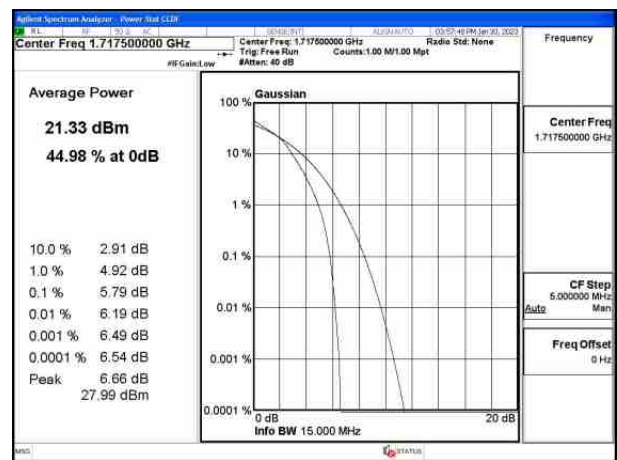 Agilent Spectrum Analyzer - Power Stat CCDF
RL RF 50 Ω AC SENSE:INT ALIGN AUTO 03:57:48 PM Jan 30, 2023
Center Freq 1.717500000 GHz
Center Freq: 1.717500000 GHz Radio Std: None
Trig: Free Run Counts:1.00 M/1.00 Mpt
#IFGain:Low #Atten: 40 dB
Frequency
Average Power
21.33 dBm
44.98 % at 0dB
10.0 % 2.91 dB
1.0 % 4.92 dB
0.1 % 5.79 dB
0.01 % 6.19 dB
0.001 % 6.49 dB
0.0001 % 6.54 dB
Peak 6.66 dB
27.99 dBm
Gaussian
100 %
10 %
1 %
0.1 %
0.01 %
0.001 %
0.0001 %
0 dB 20 dB
Info BW 15.000 MHz
Center Freq
1.717500000 GHz
CF Step
5.000000 MHz
Auto Man
Freq Offset
0 Hz
MSG STATUS